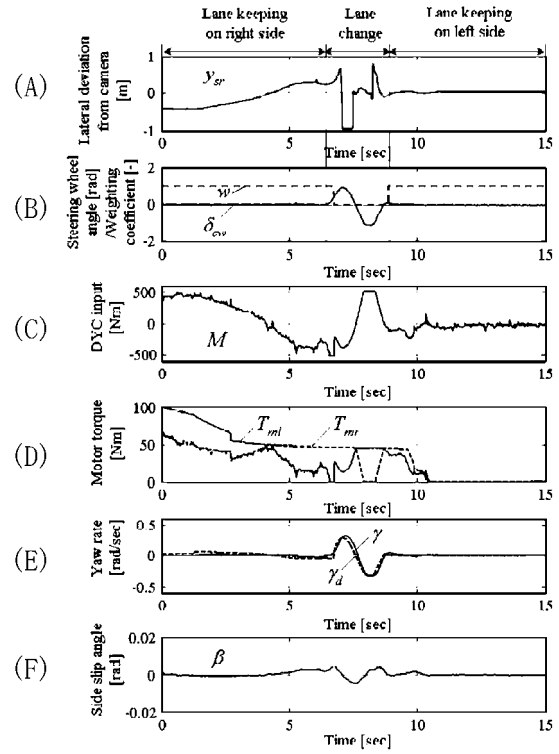 Lane keeping on right side
Lane change
Lane keeping on left side
(A)
Lateral deviation from camera [m]
1
0
-1
y_sr
0 5 10 15
Time [sec]
(B)
Steering wheel angle [rad] /Weighting coefficient [-]
2
0
-2
w
δ_sw
0 5 10 15
Time [sec]
(C)
DYC input [Nm]
500
0
-500
M
0 5 10 15
Time [sec]
(D)
Motor torque [Nm]
100
50
0
T_ml
T_mr
0 5 10 15
Time [sec]
(E)
Yaw rate [rad/sec]
0.5
0
-0.5
γ
γ_d
0 5 10 15
Time [sec]
(F)
Side slip angle [rad]
0.02
0
-0.02
β
0 5 10 15
Time [sec]